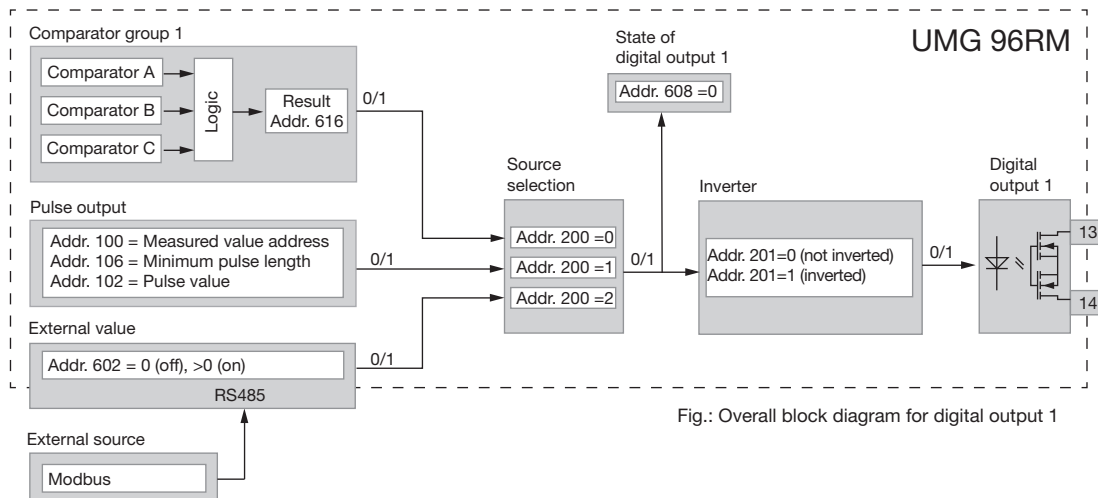 UMG 96RM
Comparator group 1
Comparator A
Comparator B
Comparator C
Logic
Result
Addr. 616
0/1
State of
digital output 1
Addr. 608 =0
Pulse output
Addr. 100 = Measured value address
Addr. 106 = Minimum pulse length
Addr. 102 = Pulse value
0/1
External value
Addr. 602 = 0 (off), >0 (on)
0/1
RS485
External source
Modbus
Source
selection
Addr. 200 =0
Addr. 200 =1
Addr. 200 =2
0/1
Inverter
Addr. 201=0 (not inverted)
Addr. 201=1 (inverted)
0/1
Digital
output 1
13
14
Fig.: Overall block diagram for digital output 1